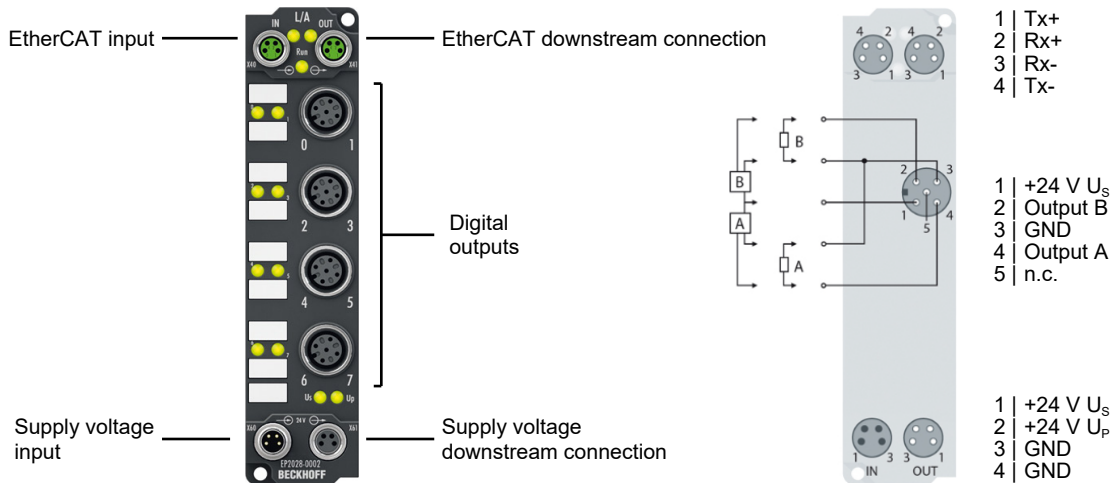 EtherCAT input
L/A
IN
OUT
EtherCAT downstream connection
Run
X40
X41
0 1
2 3
4 5
6 7
Digital
outputs
Us
Up
Supply voltage
input
24 V
X60
X61
Supply voltage
downstream connection
EP2028-0002
BECKHOFF
4 2 4 2
3 1 3 1
1 | Tx+
2 | Rx+
3 | Rx-
4 | Tx-
B
B
A
A
2 3
1 4
5
1 | +24 V US
2 | Output B
3 | GND
4 | Output A
5 | n.c.
1 3 3 1
IN OUT
1 | +24 V US
2 | +24 V UP
3 | GND
4 | GND